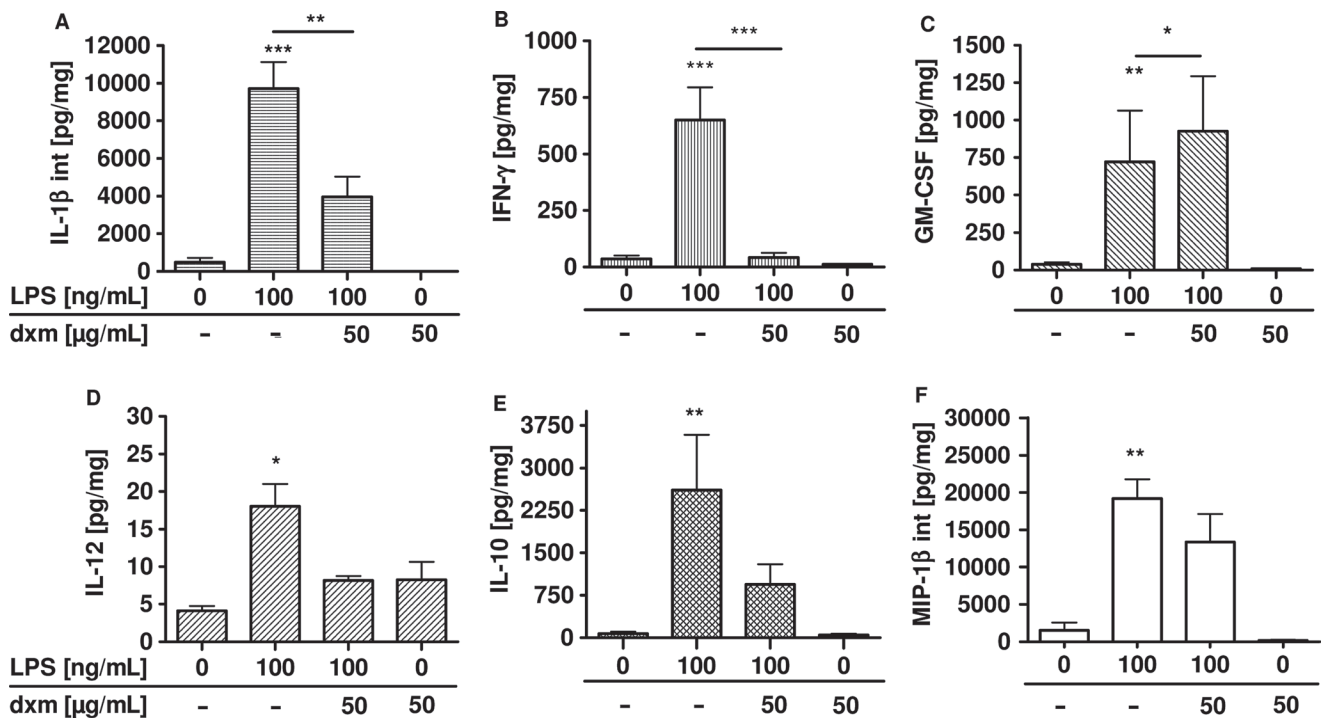 A
**
***
IL-1β int [pg/mg]
12000
10000
8000
6000
4000
2000
0
LPS [ng/mL] 0 100 100 0
dxm [µg/mL] - - 50 50
B
***
***
IFN-γ [pg/mg]
1000
750
500
250
0
0 100 100 0
- - 50 50
C
*
**
GM-CSF [pg/mg]
1500
1250
1000
750
500
250
0
0 100 100 0
- - 50 50
D
*
IL-12 [pg/mg]
30
25
20
15
10
5
0
LPS [ng/mL] 0 100 100 0
dxm [µg/mL] - - 50 50
E
**
IL-10 [pg/mg]
3750
3000
2250
1500
750
0
0 100 100 0
- - 50 50
F
**
MIP-1β int [pg/mg]
30000
25000
20000
15000
10000
5000
0
0 100 100 0
- - 50 50